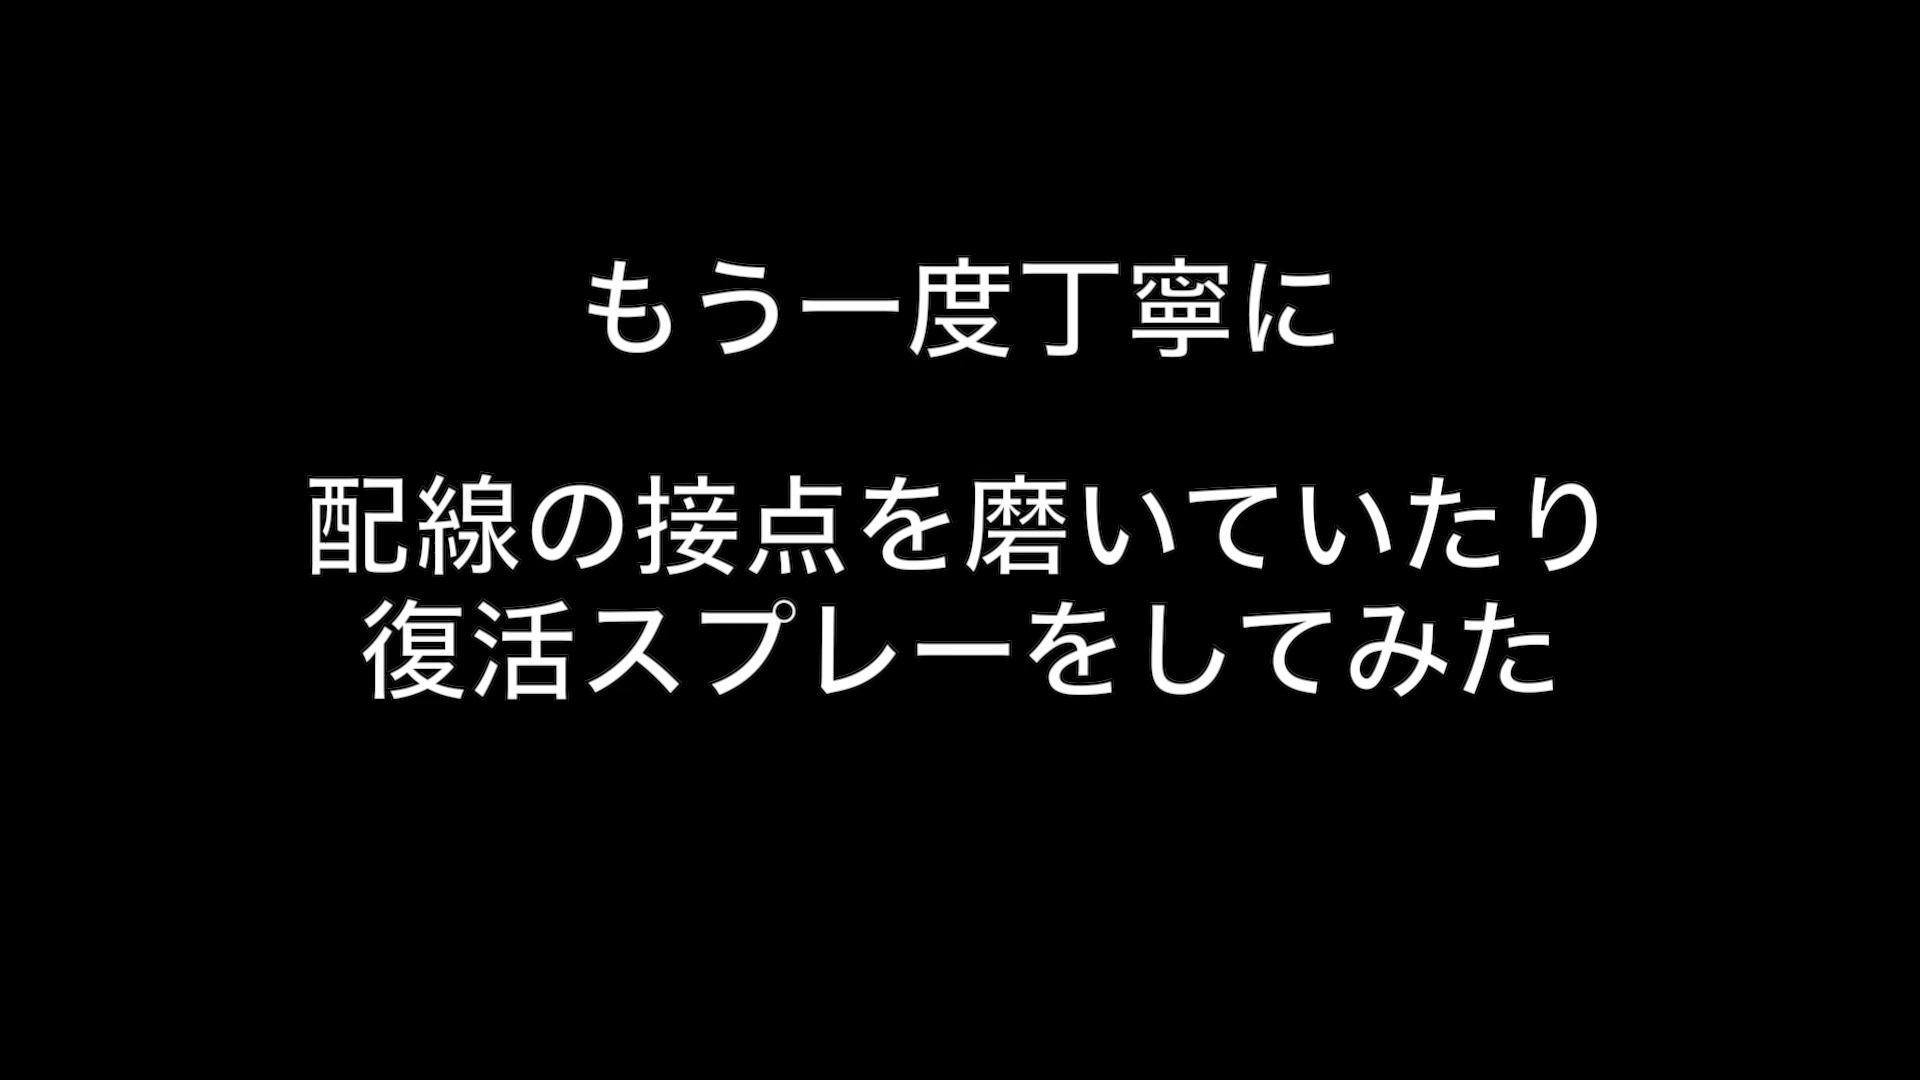 もう一度丁寧に
配線の接点を磨いていたり
復活スプレーをしてみた